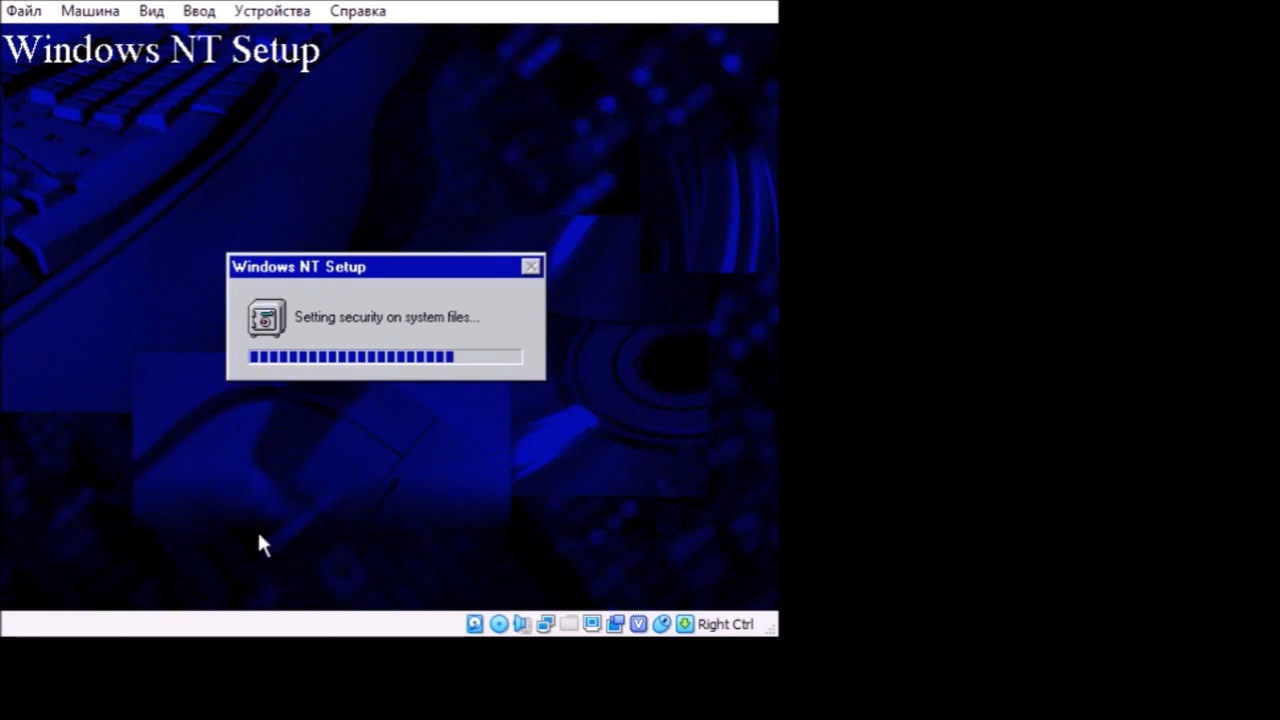 Файл Машина Вид Ввод Устройства Справка
Windows NT Setup
Windows NT Setup
Setting security on system files...
Right Ctrl